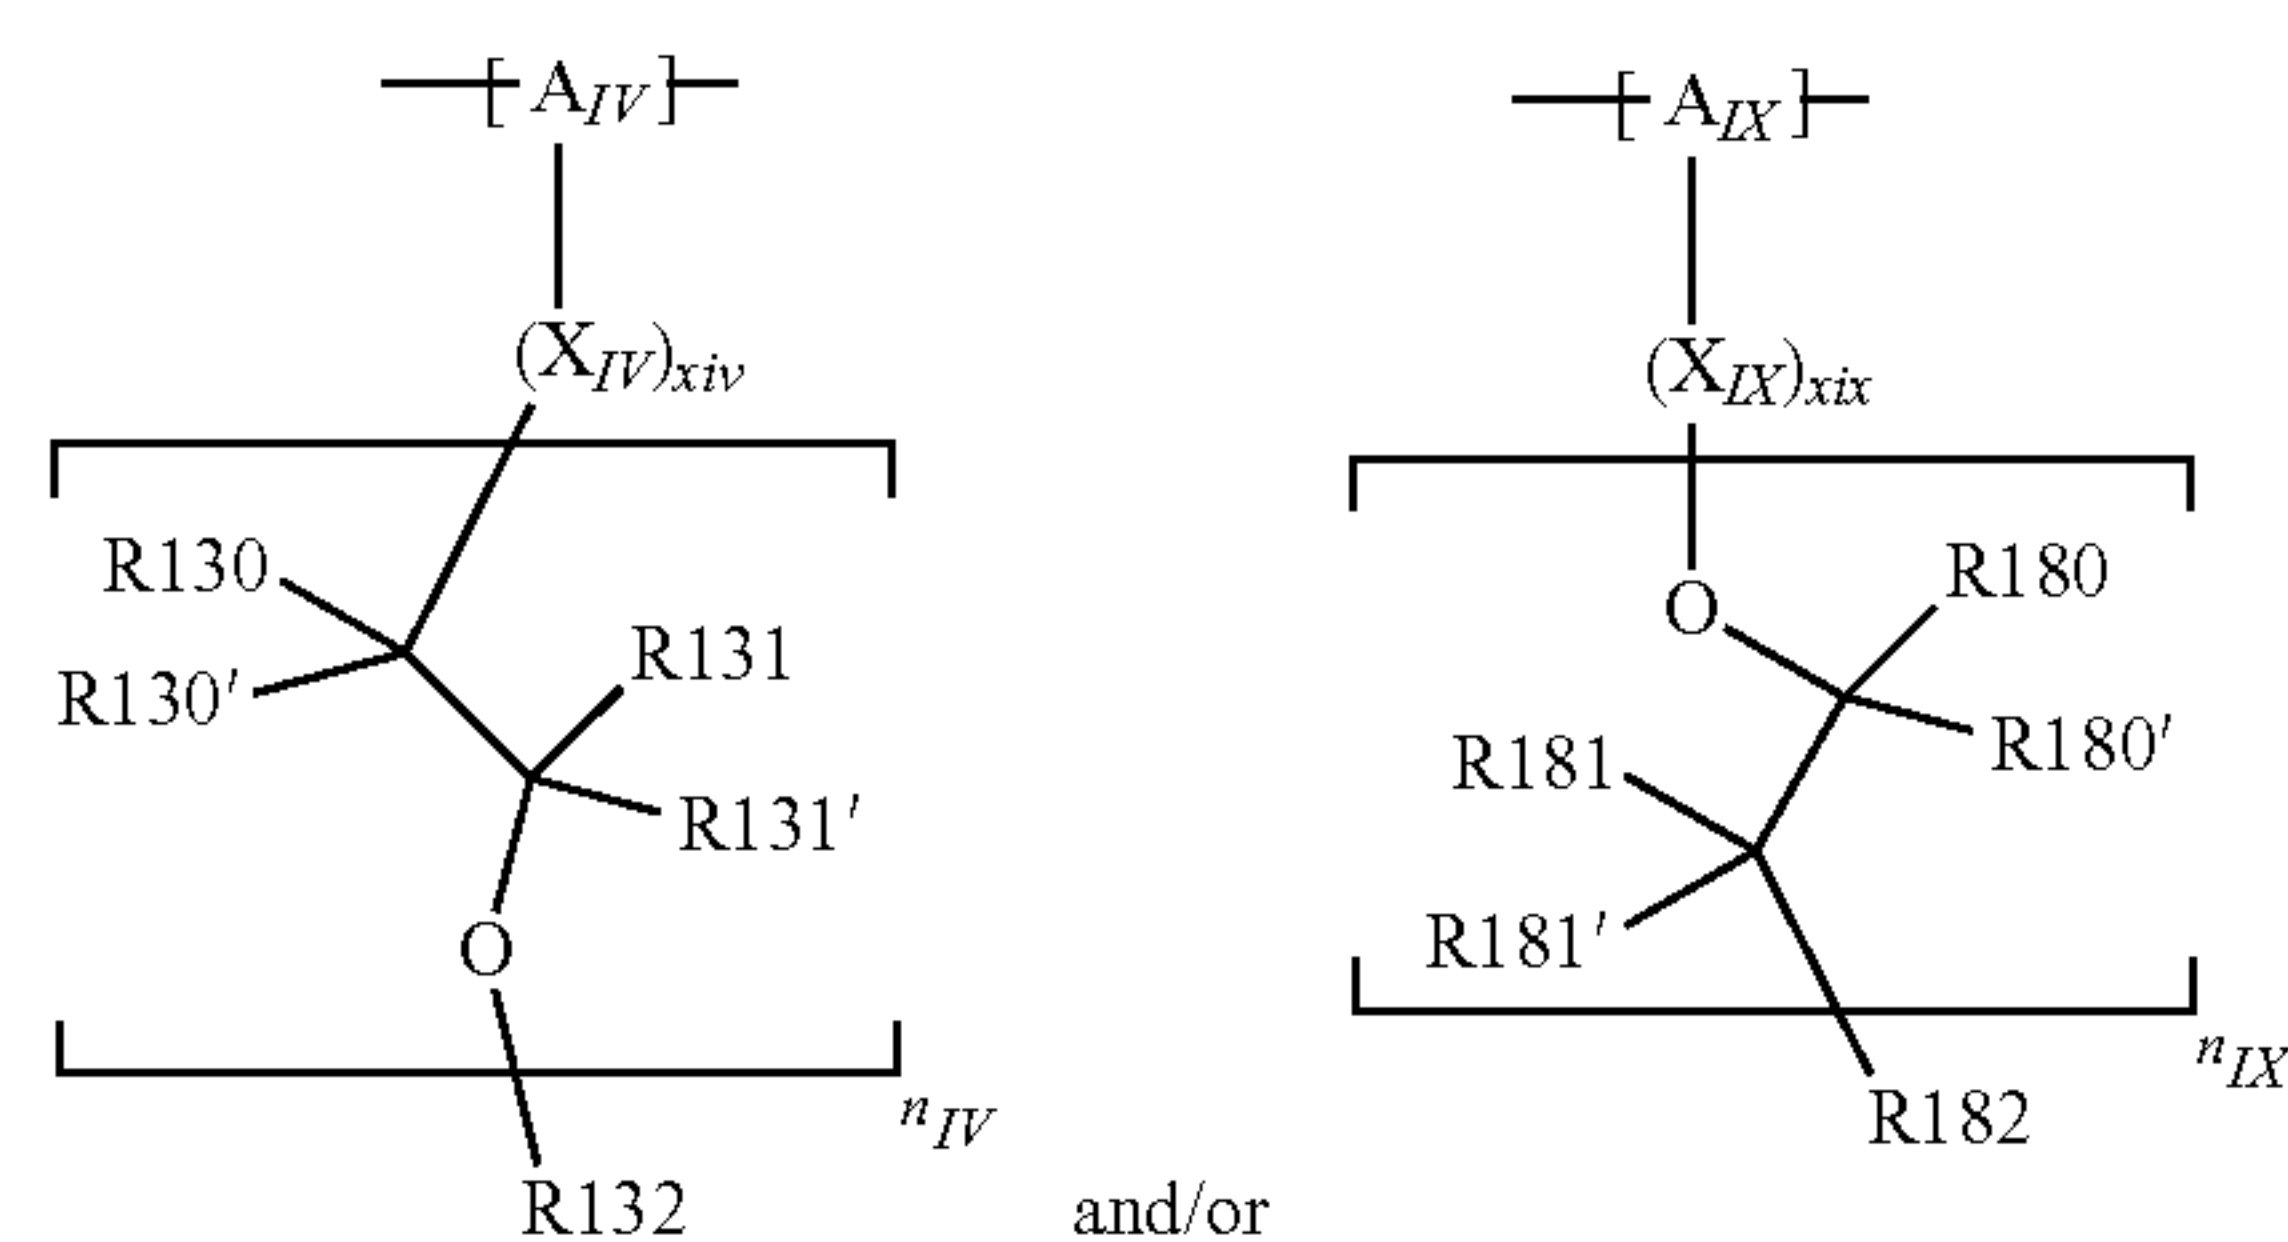 [ A_IV ]
(X_IV)_xiv
R130
R130′
R131
R131′
O
n_IV
R132
and/or
[ A_IX ]
(X_IX)_xix
O
R180
R180′
R181
R181′
n_IX
R182